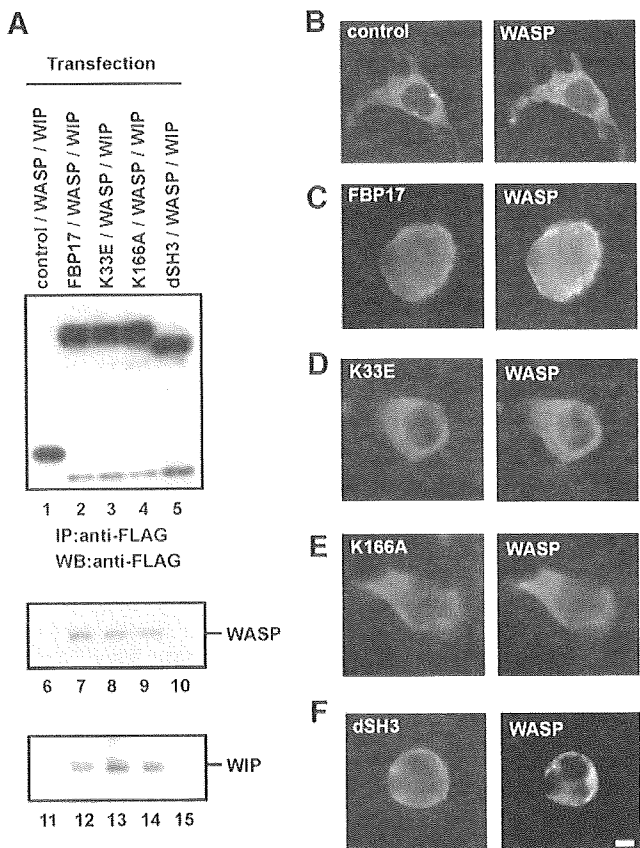 A
Transfection
control / WASP / WIP
FBP17 / WASP / WIP
K33E / WASP / WIP
K166A / WASP / WIP
dSH3 / WASP / WIP
1 2 3 4 5
IP:anti-FLAG
WB:anti-FLAG
WASP
6 7 8 9 10
WIP
11 12 13 14 15
B
control
WASP
C
FBP17
WASP
D
K33E
WASP
E
K166A
WASP
F
dSH3
WASP